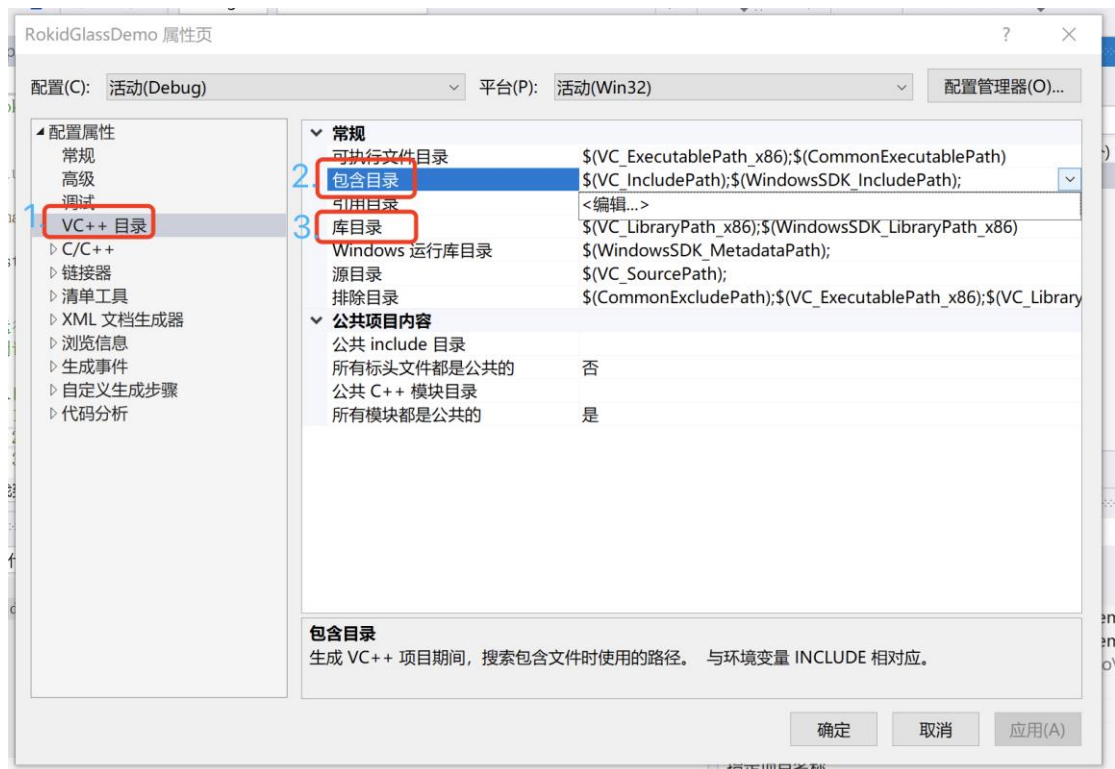 RokidGlassDemo 属性页
配置(C): 活动(Debug) 平台(P): 活动(Win32) 配置管理器(O)...
配置属性
常规
高级
调试
1. VC++ 目录
C/C++
链接器
清单工具
XML 文档生成器
浏览信息
生成事件
自定义生成步骤
代码分析
常规
可执行文件目录 $(VC_ExecutablePath_x86);$(CommonExecutablePath)
2. 包含目录 $(VC_IncludePath);$(WindowsSDK_IncludePath);
引用目录 <编辑...>
3. 库目录 $(VC_LibraryPath_x86);$(WindowsSDK_LibraryPath_x86)
Windows 运行库目录 $(WindowsSDK_MetadataPath);
源目录 $(VC_SourcePath);
排除目录 $(CommonExcludePath);$(VC_ExecutablePath_x86);$(VC_Library
公共项目内容
公共 include 目录
所有标头文件都是公共的 否
公共 C++ 模块目录
所有模块都是公共的 是
包含目录
生成 VC++ 项目期间，搜索包含文件时使用的路径。 与环境变量 INCLUDE 相对应。
确定 取消 应用(A)